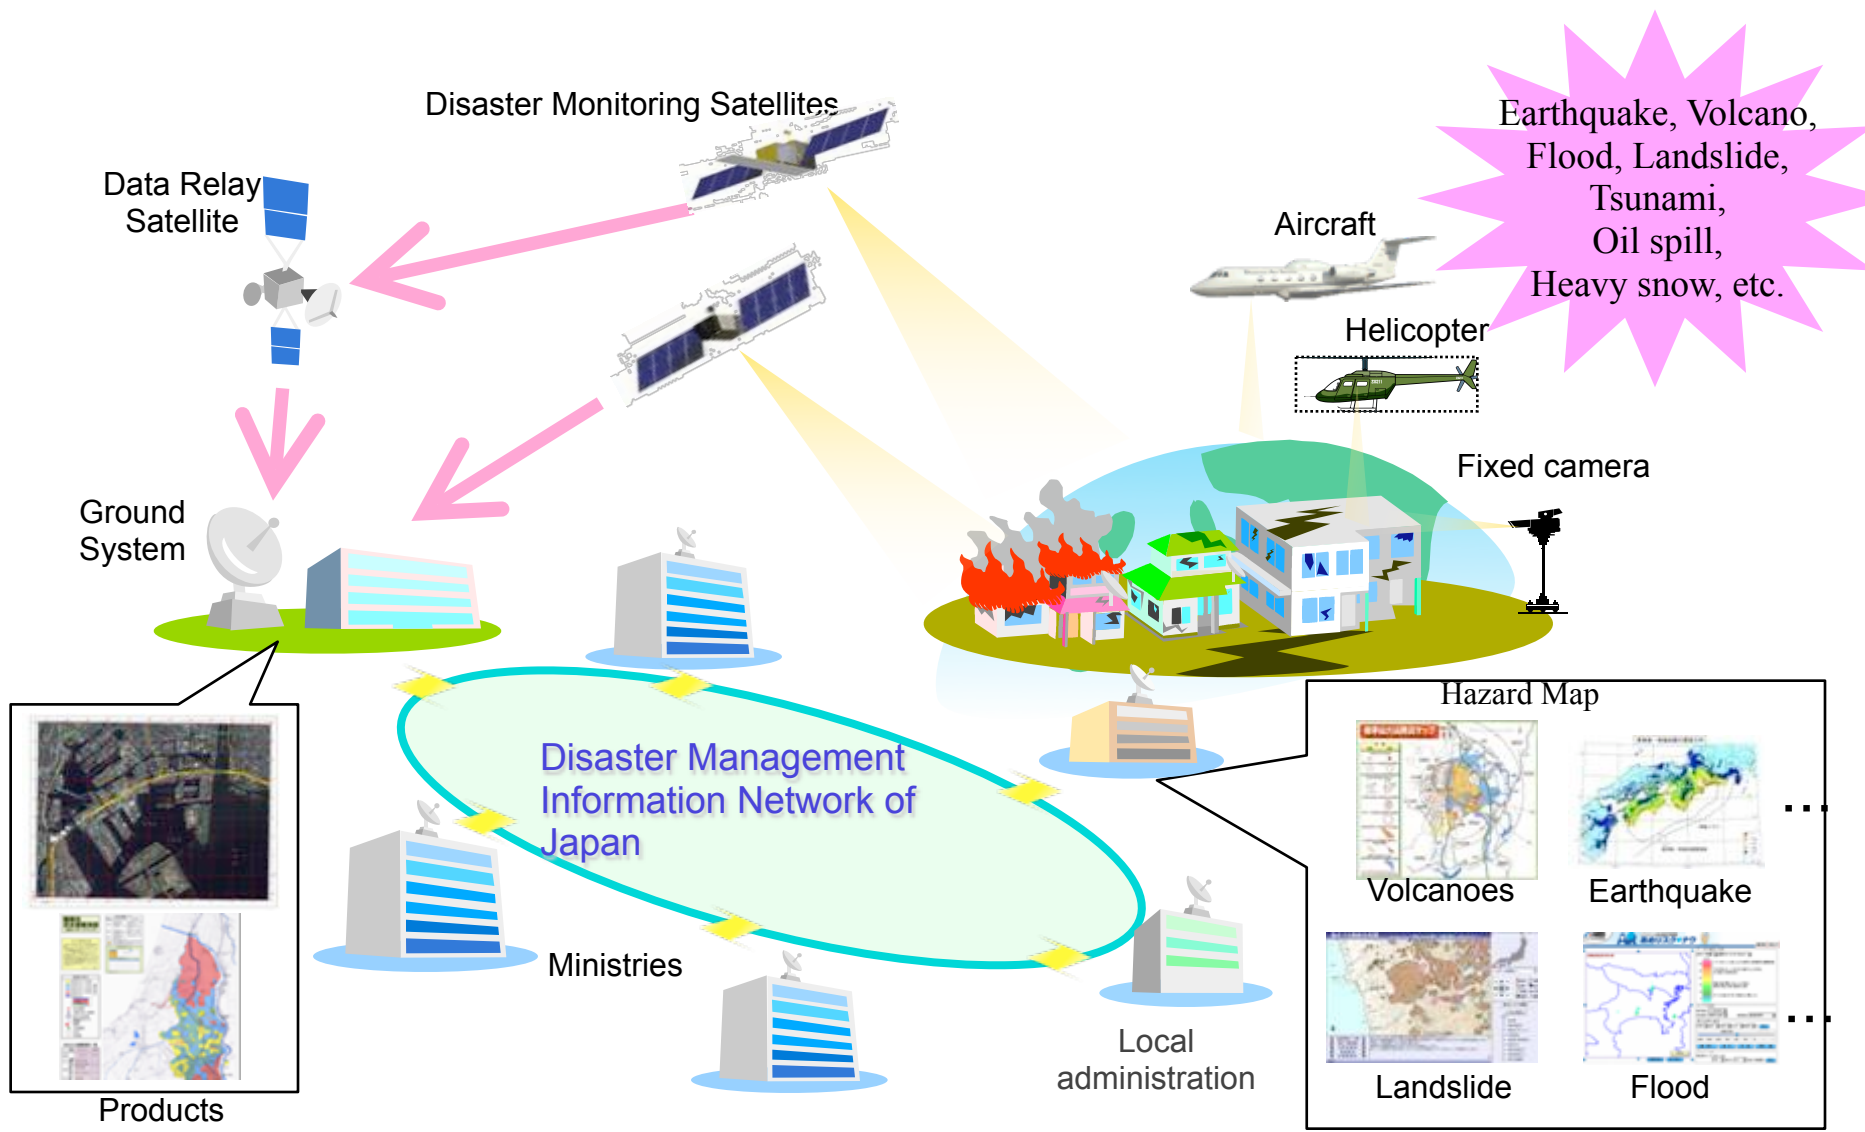 Disaster Monitoring Satellites
Data Relay
Satellite
Earthquake, Volcano,
Flood, Landslide,
Tsunami,
Oil spill,
Heavy snow, etc.
Aircraft
Helicopter
Fixed camera
Ground
System
Hazard Map
Disaster Management
Information Network of
Japan
...
Volcanoes
Earthquake
Ministries
...
Local
administration
Landslide
Flood
Products